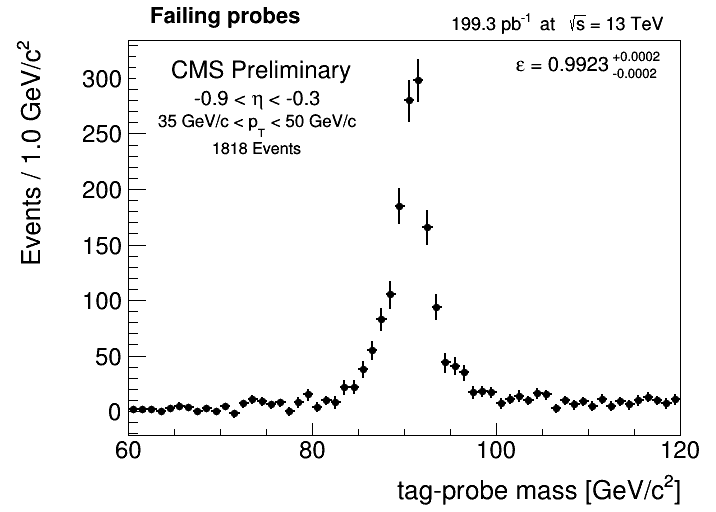 Failing probes
199.3 pb⁻¹ at √s = 13 TeV
CMS Preliminary
ε = 0.9923 +0.0002 -0.0002
-0.9 < η < -0.3
35 GeV/c < p_T < 50 GeV/c
1818 Events
Events / 1.0 GeV/c²
300
250
200
150
100
50
0
60 80 100 120
tag-probe mass [GeV/c²]